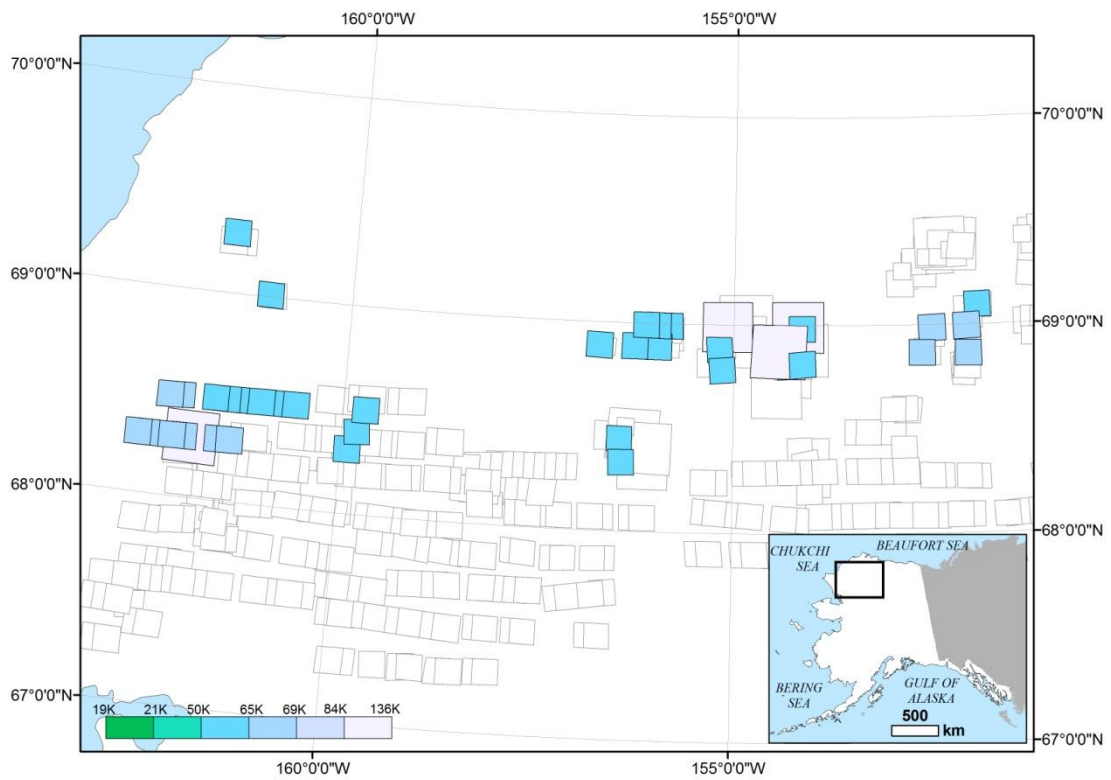 160°0'0"W 155°0'0"W
70°0'0"N
70°0'0"N
69°0'0"N
69°0'0"N
68°0'0"N
68°0'0"N
67°0'0"N
67°0'0"N
19K 21K 50K 65K 69K 84K 136K
CHUKCHI
SEA
BEAUFORT SEA
BERING
SEA
GULF OF
ALASKA
500
km
160°0'0"W 155°0'0"W